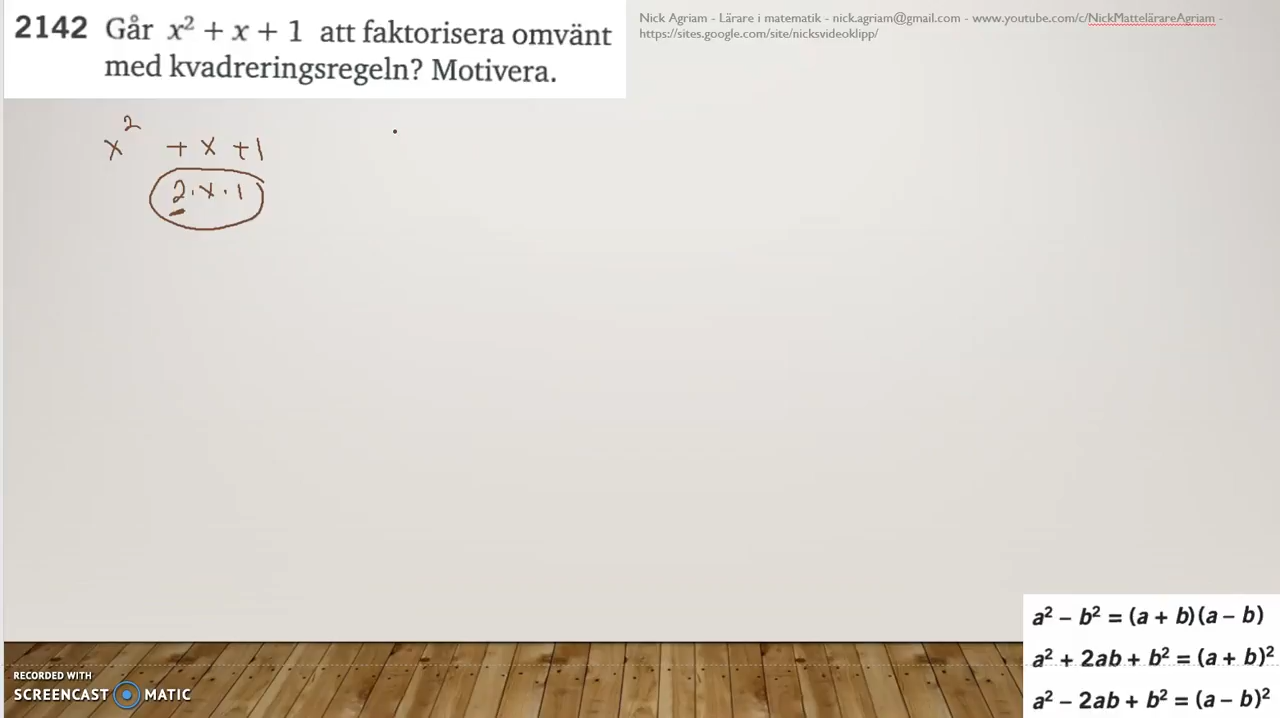 2142 Går x² + x + 1 att faktorisera omvänt
med kvadreringsregeln? Motivera.
Nick Agriam - Lärare i matematik - nick.agriam@gmail.com - www.youtube.com/c/NickMattelärareAgriam -
https://sites.google.com/site/nicksvideoklipp/
x² + x + 1
2 · x · 1
a² – b² = (a + b)(a – b)
a² + 2ab + b² = (a + b)²
a² – 2ab + b² = (a – b)²
RECORDED WITH
SCREENCAST MATIC